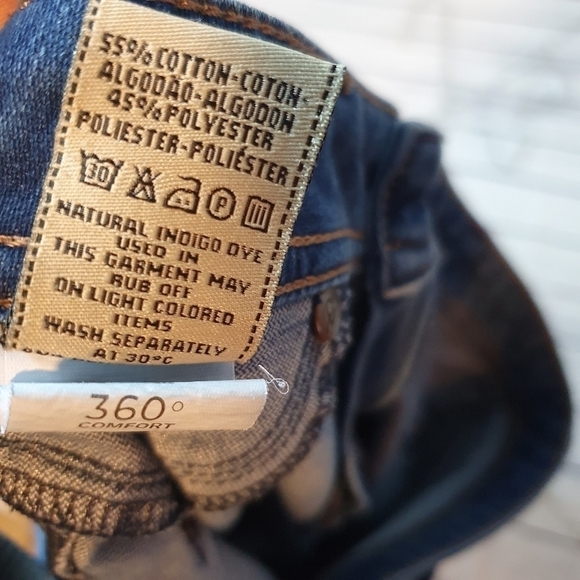 55% COTTON-COTON-
ALGODÃO-ALGODON
45% POLYESTER
POLIESTER-POLIÉSTER
30 P
NATURAL INDIGO DYE
USED IN
THIS GARMENT MAY
RUB OFF
ON LIGHT COLORED
ITEMS
WASH SEPARATELY
AT 30°C
360°
COMFORT